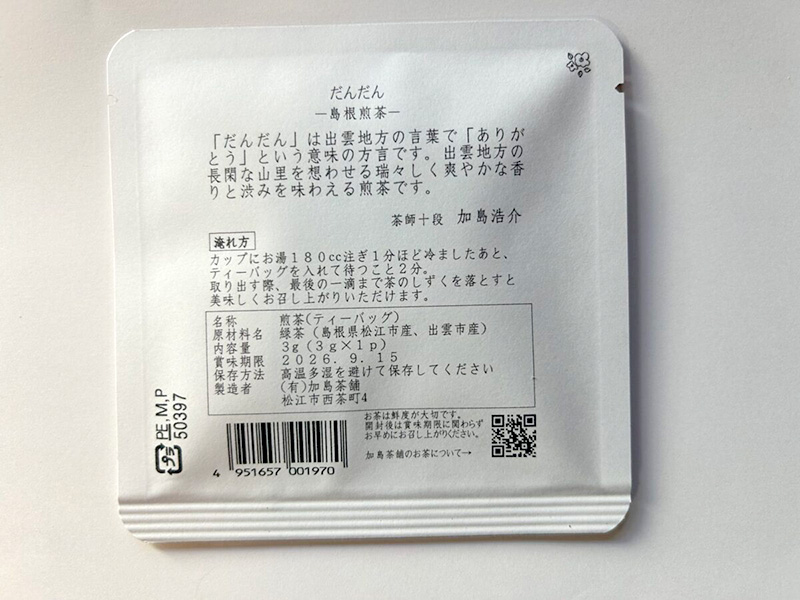 だんだん
―島根煎茶―
「だんだん」は出雲地方の言葉で「ありが
とう」という意味の方言です。出雲地方の
長閑な山里を想わせる瑞々しく爽やかな香
りと渋みを味わえる煎茶です。
茶師十段 加島浩介
淹れ方
カップにお湯180cc注ぎ1分ほど冷ましたあと、
ティーバッグを入れて待つこと2分。
取り出す際、最後の一滴まで茶のしずくを落とすと
美味しくお召し上がりいただけます。
名称 煎茶(ティーバッグ)
原材料名 緑茶(島根県松江市産、出雲市産)
内容量 3g(3g×1p)
賞味期限 2026.9.15
保存方法 高温多湿を避けて保存してください
製造者 (有)加島茶舗
松江市西茶町4
お茶は鮮度が大切です。
開封後は賞味期限に関わらず
お早めにお召し上がりください。
加島茶舗のお茶について→
4 951657 001970
プラ
PE,M,P
50397